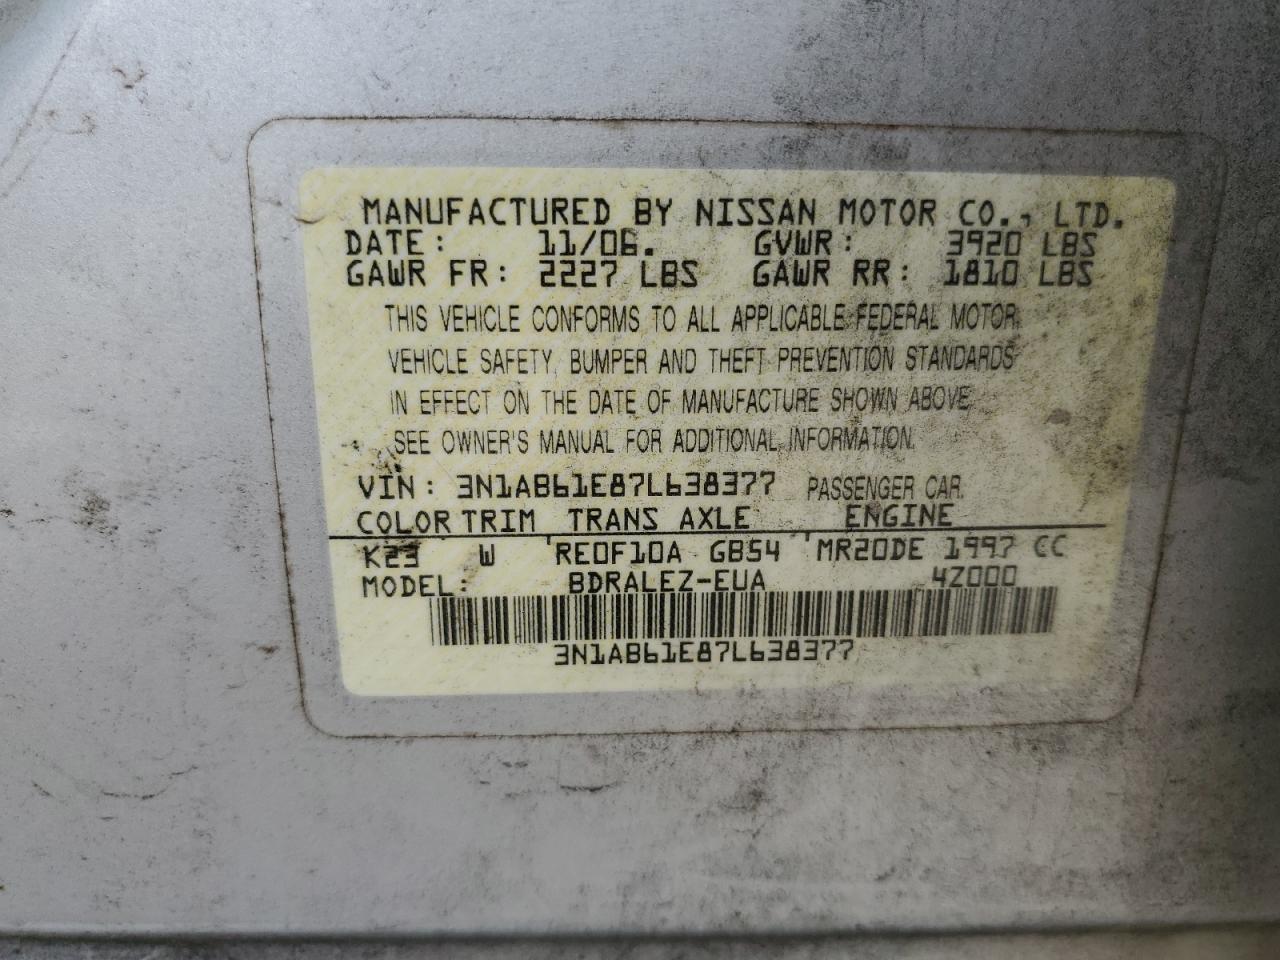 MANUFACTURED BY NISSAN MOTOR CO., LTD.
DATE: 11/06. GVWR: 3920 LBS
GAWR FR: 2227 LBS GAWR RR: 1810 LBS
THIS VEHICLE CONFORMS TO ALL APPLICABLE FEDERAL MOTOR
VEHICLE SAFETY, BUMPER AND THEFT PREVENTION STANDARDS
IN EFFECT ON THE DATE OF MANUFACTURE SHOWN ABOVE
SEE OWNER'S MANUAL FOR ADDITIONAL INFORMATION.
VIN: 3N1AB61E87L638377 PASSENGER CAR.
COLOR TRIM TRANS AXLE ENGINE
K23 W RE0F10A GB54 MR20DE 1997 CC
MODEL: BDRALEZ-EUA 4Z000
3N1AB61E87L638377